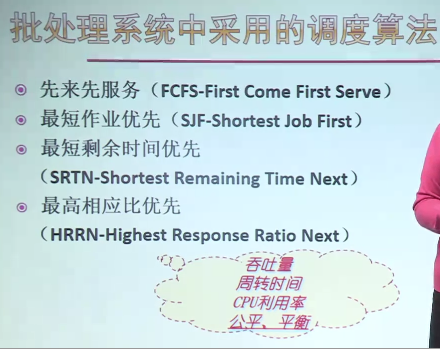 批处理系统中采用的调度算法
先来先服务（FCFS-First Come First Serve）
最短作业优先（SJF-Shortest Job First）
最短剩余时间优先
（SRTN-Shortest Remaining Time Next）
最高相应比优先
（HRRN-Highest Response Ratio Next）
吞吐量
周转时间
CPU利用率
公平、平衡